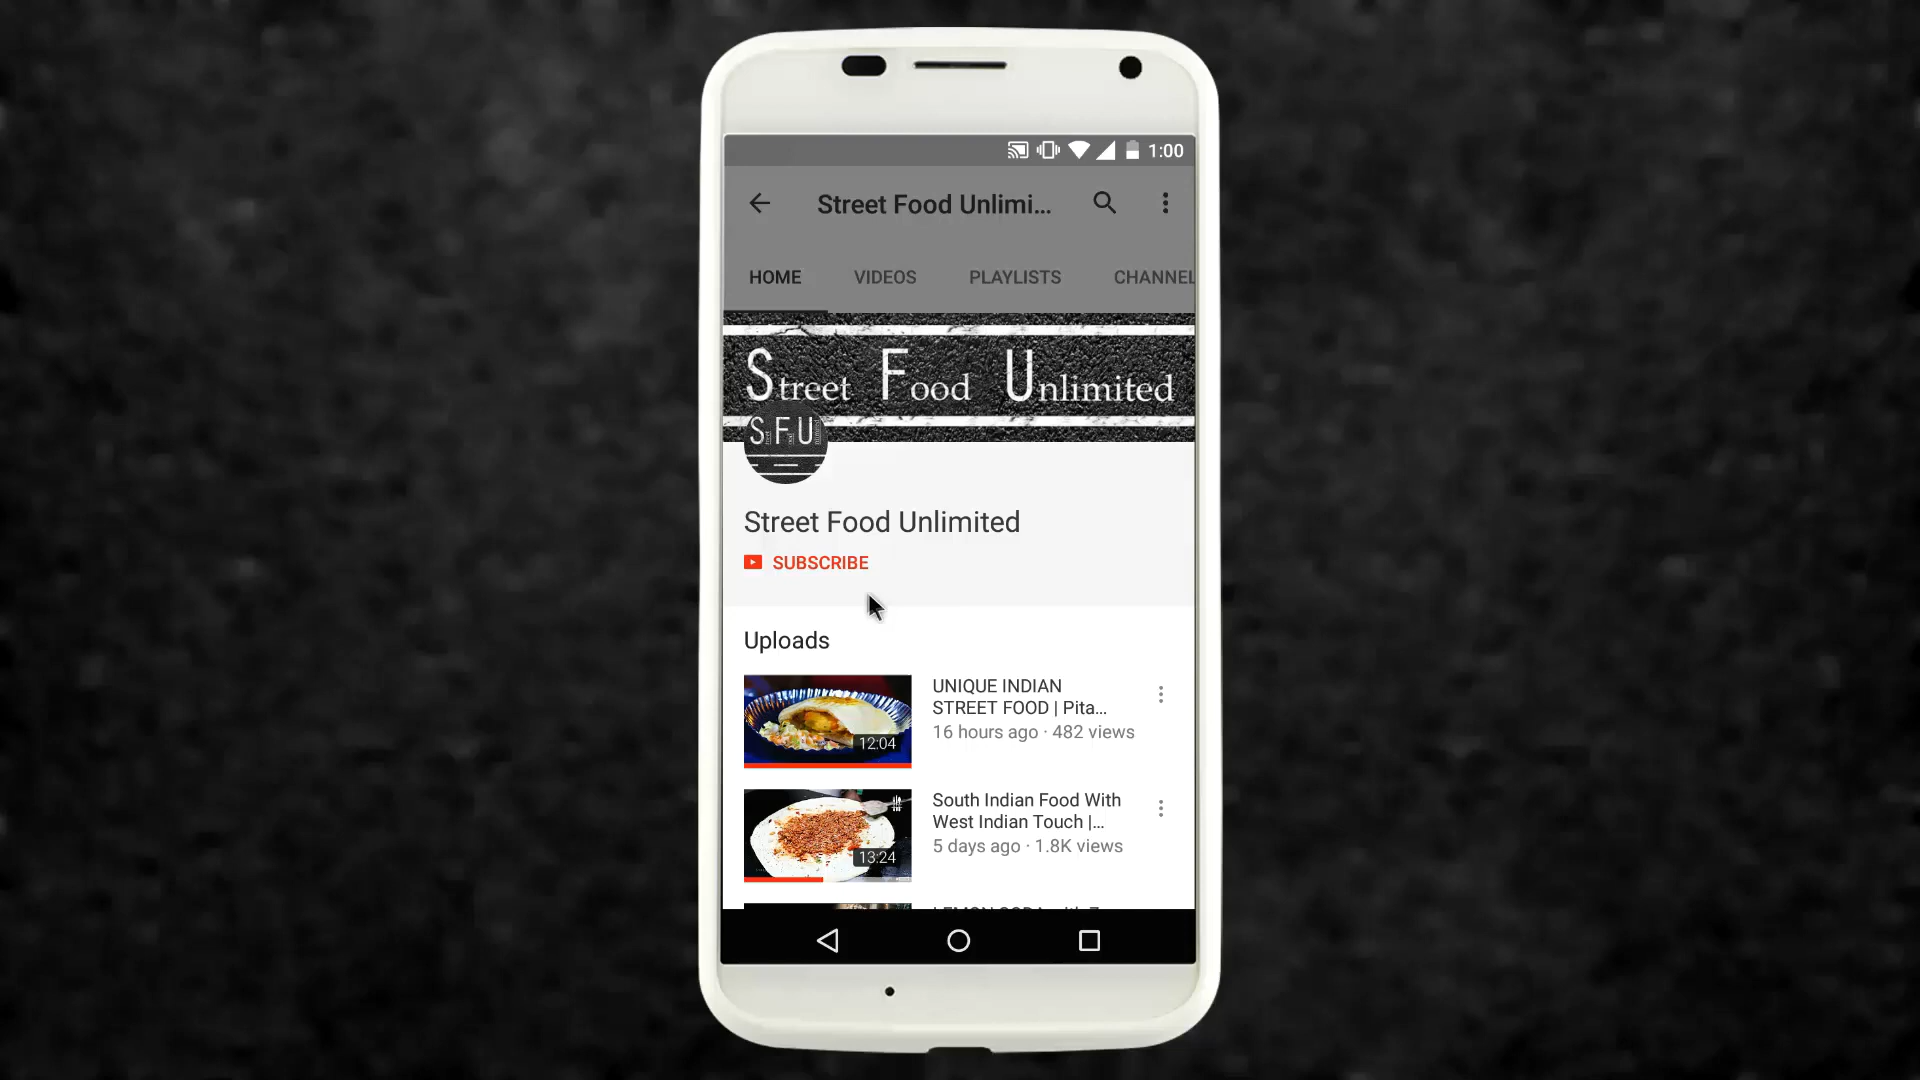 1:00
Street Food Unlimi...
HOME VIDEOS PLAYLISTS CHANNEL
Street Food Unlimited
S F U
Street Food Unlimited
SUBSCRIBE
Uploads
UNIQUE INDIAN
STREET FOOD | Pita...
16 hours ago · 482 views
12:04
South Indian Food With
West Indian Touch |...
5 days ago · 1.8K views
13:24